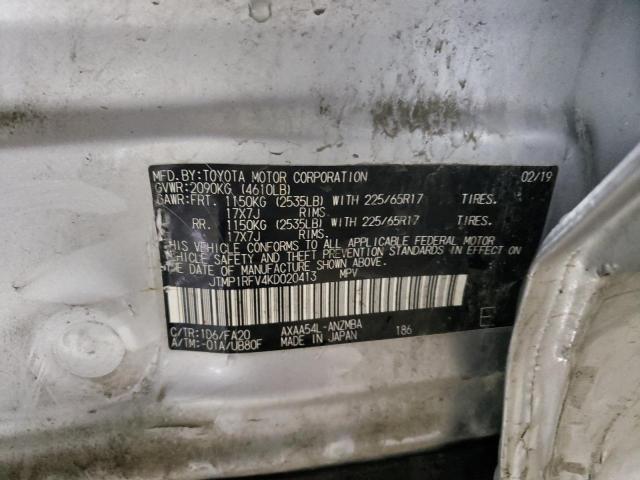 MFD.BY:TOYOTA MOTOR CORPORATION 02/19
GVWR:2090KG (4610LB)
GAWR:FRT. 1150KG (2535LB) WITH 225/65R17 TIRES.
17X7J RIMS.
RR. 1150KG (2535LB) WITH 225/65R17 TIRES.
17X7J RIMS.
THIS VEHICLE CONFORMS TO ALL APPLICABLE FEDERAL MOTOR
VEHICLE SAFETY AND THEFT PREVENTION STANDARDS IN EFFECT ON
THE DATE OF MANUFACTURE SHOWN ABOVE.
JTMP1RFV4KD020413 MPV
C/TR:1D6/FA20 AXAA54L-ANZMBA 186
A/TM:-01A/UB80F MADE IN JAPAN